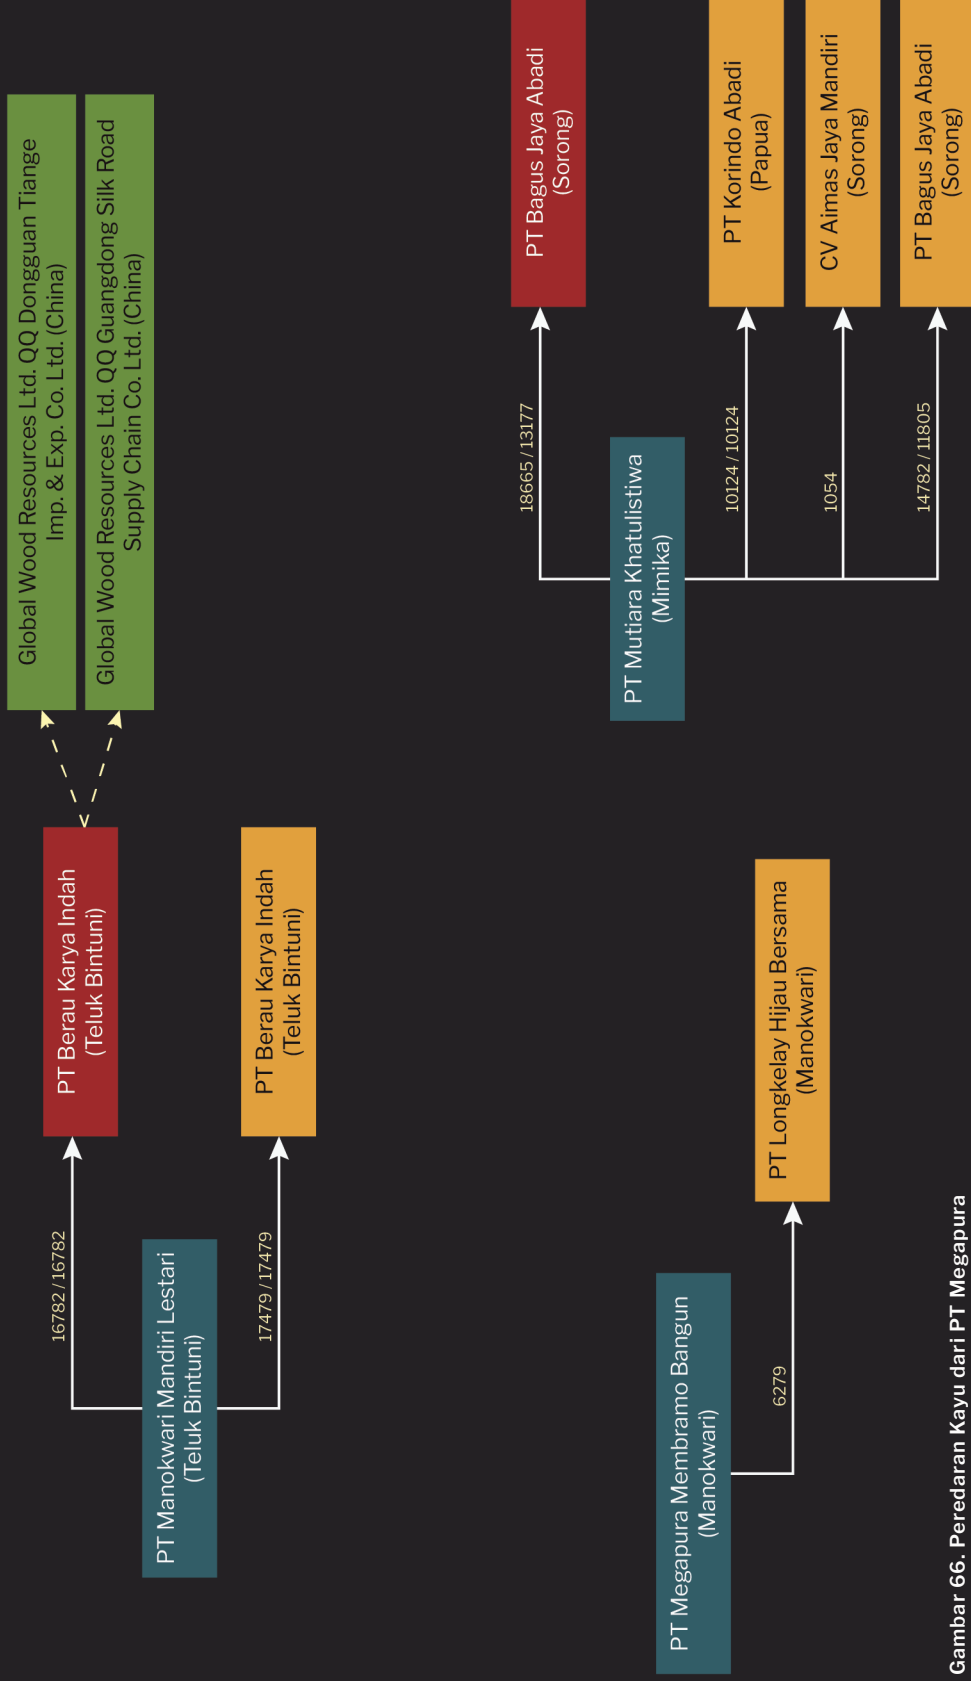 Global Wood Resources Ltd. QQ Dongguan Tiange
Imp. & Exp. Co. Ltd. (China)
Global Wood Resources Ltd. QQ Guangdong Silk Road
Supply Chain Co. Ltd. (China)
PT Berau Karya Indah
(Teluk Bintuni)
16782 / 16782
PT Manokwari Mandiri Lestari
(Teluk Bintuni)
17479 / 17479
PT Berau Karya Indah
(Teluk Bintuni)
PT Bagus Jaya Abadi
(Sorong)
18665 / 13177
PT Mutiara Khatulistiwa
(Mimika)
10124 / 10124
PT Korindo Abadi
(Papua)
1054
CV Aimas Jaya Mandiri
(Sorong)
14782 / 11805
PT Bagus Jaya Abadi
(Sorong)
PT Megapura Membramo Bangun
(Manokwari)
6279
PT Longkelay Hijau Bersama
(Manokwari)
Gambar 66. Peredaran Kayu dari PT Megapura